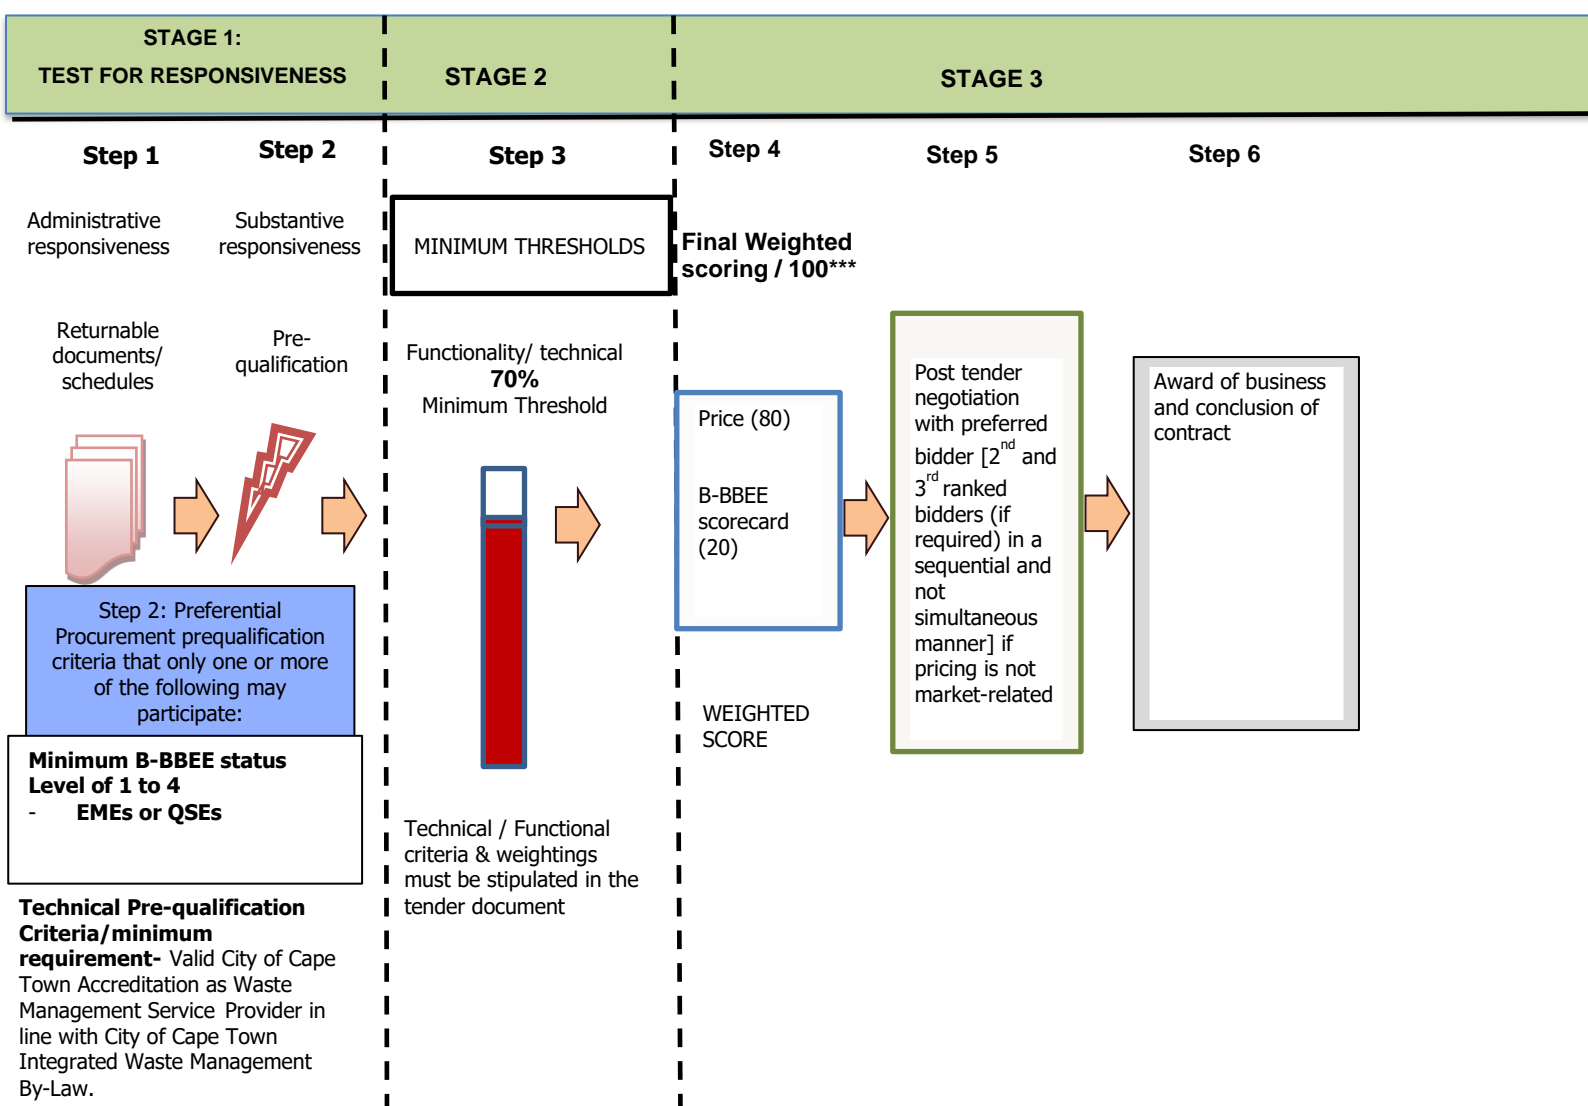 STAGE 1:
TEST FOR RESPONSIVENESS
STAGE 2
STAGE 3
Step 1
Step 2
Step 3
Step 4
Step 5
Step 6
Administrative
responsiveness
Substantive
responsiveness
MINIMUM THRESHOLDS
Final Weighted
scoring / 100***
Returnable
documents/
schedules
Pre-
qualification
Functionality/ technical
70%
Minimum Threshold
Price (80)
B-BBEE
scorecard
(20)
WEIGHTED
SCORE
Post tender
negotiation
with preferred
bidder [2nd and
3rd ranked
bidders (if
required) in a
sequential and
not
simultaneous
manner] if
pricing is not
market-related
Award of business
and conclusion of
contract
Step 2: Preferential
Procurement prequalification
criteria that only one or more
of the following may
participate:
Minimum B-BBEE status
Level of 1 to 4
- EMEs or QSEs
Technical Pre-qualification
Criteria/minimum
requirement- Valid City of Cape
Town Accreditation as Waste
Management Service Provider in
line with City of Cape Town
Integrated Waste Management
By-Law.
Technical / Functional
criteria & weightings
must be stipulated in the
tender document